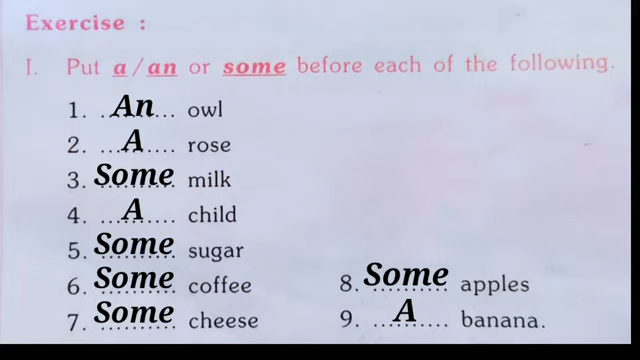 Exercise :
I. Put a/an or some before each of the following.
1. ..An... owl
2. ...A.... rose
3. Some milk
4. ...A.... child
5. Some sugar
6. Some coffee
7. Some cheese
8. Some apples
9. ...A.... banana.